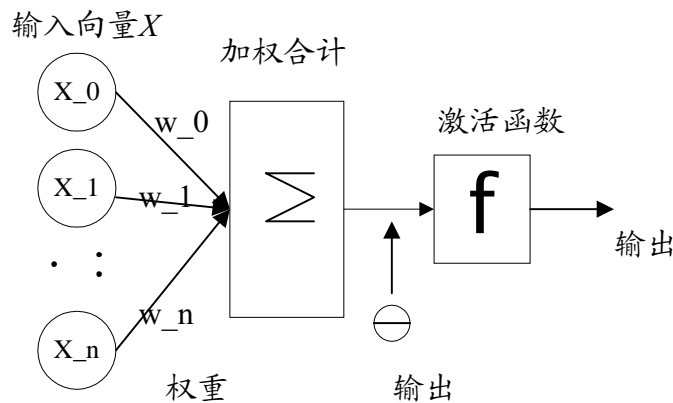 输入向量X
加权合计
激活函数
X_0
w_0
X_1
w_1
Σ
f
输出
. :
X_n
w_n
Θ
权重
输出